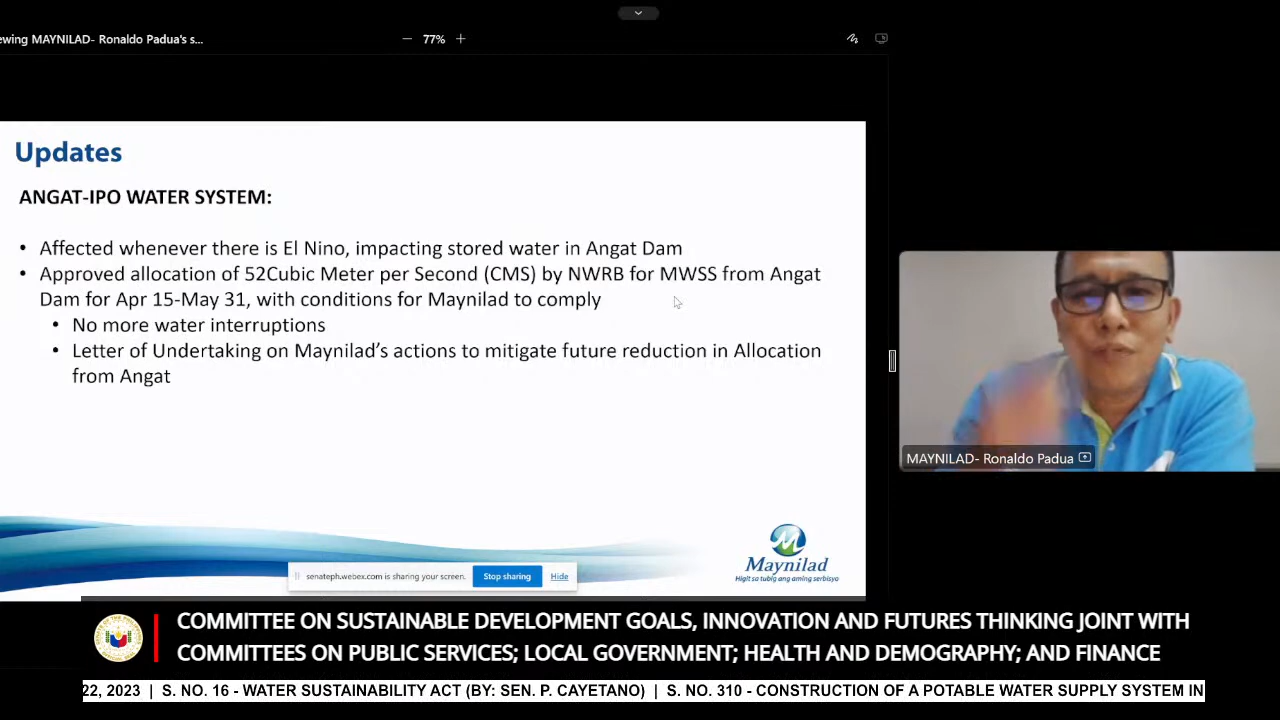 ewing MAYNILAD- Ronaldo Padua's s...
77%
Updates
ANGAT-IPO WATER SYSTEM:
• Affected whenever there is El Nino, impacting stored water in Angat Dam
• Approved allocation of 52Cubic Meter per Second (CMS) by NWRB for MWSS from Angat
Dam for Apr 15-May 31, with conditions for Maynilad to comply
• No more water interruptions
• Letter of Undertaking on Maynilad's actions to mitigate future reduction in Allocation
from Angat
MAYNILAD- Ronaldo Padua
Maynilad
Higit sa tubig ang aming serbisyo
senateph.webex.com is sharing your screen.
Stop sharing
Hide
COMMITTEE ON SUSTAINABLE DEVELOPMENT GOALS, INNOVATION AND FUTURES THINKING JOINT WITH
COMMITTEES ON PUBLIC SERVICES; LOCAL GOVERNMENT; HEALTH AND DEMOGRAPHY; AND FINANCE
22, 2023 | S. NO. 16 - WATER SUSTAINABILITY ACT (BY: SEN. P. CAYETANO) | S. NO. 310 - CONSTRUCTION OF A POTABLE WATER SUPPLY SYSTEM IN